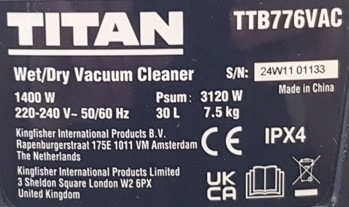 TITAN TTB776VAC
Wet/Dry Vacuum Cleaner S/N: 24W11 01133
Made in China
1400 W Psum: 3120 W
220-240 V~ 50/60 Hz 30 L 7.5 kg
Kingfisher International Products B.V.
Rapenburgerstraat 175E 1011 VM Amsterdam
The Netherlands
CE IPX4
Kingfisher International Products Limited
3 Sheldon Square London W2 6PX
United Kingdom
UK
CA